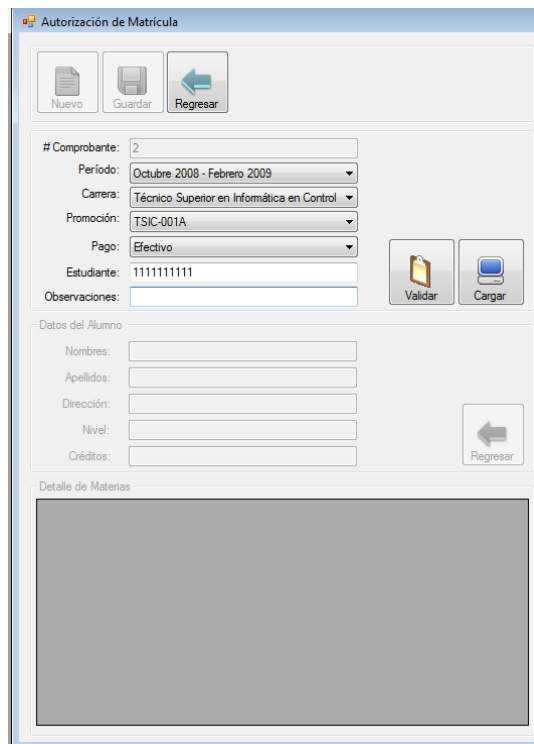 Autorización de Matrícula
Nuevo Guardar Regresar
# Comprobante: 2
Período: Octubre 2008 - Febrero 2009
Carrera: Técnico Superior en Informática en Control
Promoción: TSIC-001A
Pago: Efectivo
Estudiante: 1111111111
Observaciones:
Validar Cargar
Datos del Alumno
Nombres:
Apellidos:
Dirección:
Nivel:
Créditos:
Regresar
Detalle de Materias